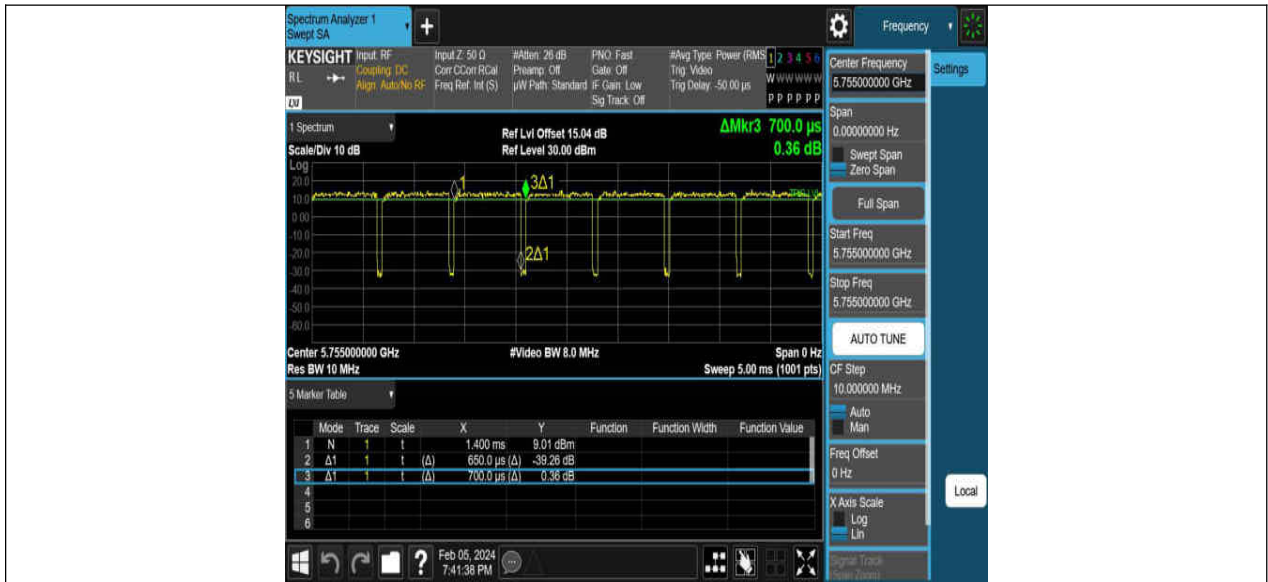 Spectrum Analyzer 1
Swept SA
+
Frequency
KEYSIGHT
RL
Input: RF
Coupling: DC
Align: Auto/No RF
Input Z: 50 Ω
Corr CCorr RCal
Freq Ref: Int (S)
#Atten: 26 dB
Preamp: Off
µW Path: Standard
PNO: Fast
Gate: Off
IF Gain: Low
Sig Track: Off
#Avg Type: Power (RMS
Trig: Video
Trig Delay: -50.00 µs
1 2 3 4 5 6
W W W W W W
P P P P P P
Center Frequency
5.755000000 GHz
Settings
1 Spectrum
Ref Lvl Offset 15.04 dB
ΔMkr3 700.0 µs
Scale/Div 10 dB
Ref Level 30.00 dBm
0.36 dB
Log
20.0
10.0
0.00
-10.0
-20.0
-30.0
-40.0
-50.0
-60.0
1
3Δ1
2Δ1
Center 5.755000000 GHz
#Video BW 8.0 MHz
Span 0 Hz
Res BW 10 MHz
Sweep 5.00 ms (1001 pts)
Span
0.00000000 Hz
Swept Span
Zero Span
Full Span
Start Freq
5.755000000 GHz
Stop Freq
5.755000000 GHz
AUTO TUNE
CF Step
10.000000 MHz
Auto
Man
Freq Offset
0 Hz
X Axis Scale
Log
Lin
Signal Track
(Span Zoom)
Local
5 Marker Table
Mode Trace Scale X Y Function Function Width Function Value
1 N 1 t 1.400 ms 9.01 dBm
2 Δ1 1 t (Δ) 650.0 µs (Δ) -39.26 dB
3 Δ1 1 t (Δ) 700.0 µs (Δ) 0.36 dB
4
5
6
?
Feb 05, 2024
7:41:38 PM